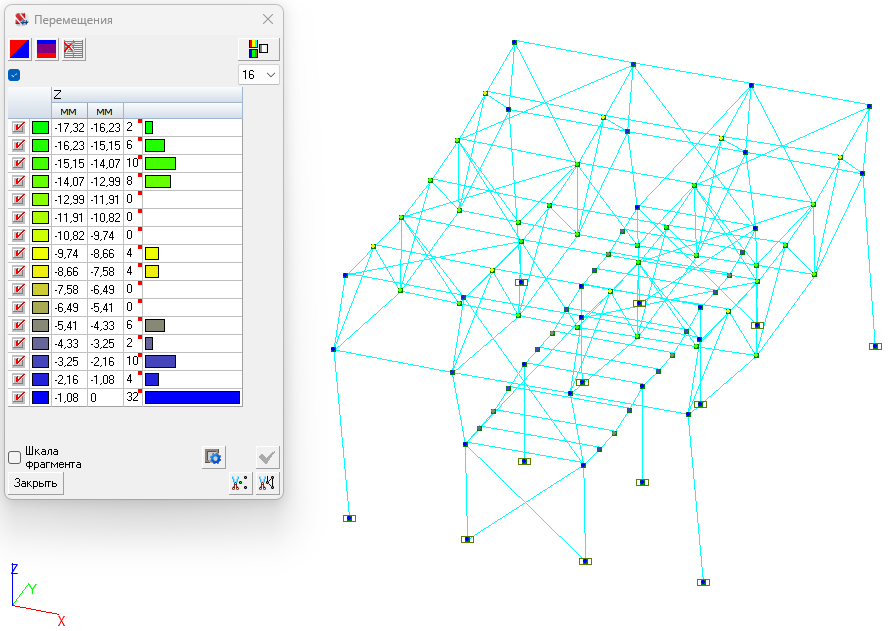 Перемещения
16
Z
мм мм
-17,32 -16,23 2
-16,23 -15,15 6
-15,15 -14,07 10
-14,07 -12,99 8
-12,99 -11,91 0
-11,91 -10,82 0
-10,82 -9,74 0
-9,74 -8,66 4
-8,66 -7,58 4
-7,58 -6,49 0
-6,49 -5,41 0
-5,41 -4,33 6
-4,33 -3,25 2
-3,25 -2,16 10
-2,16 -1,08 4
-1,08 0 32
Шкала
фрагмента
Закрыть
Z
Y
X